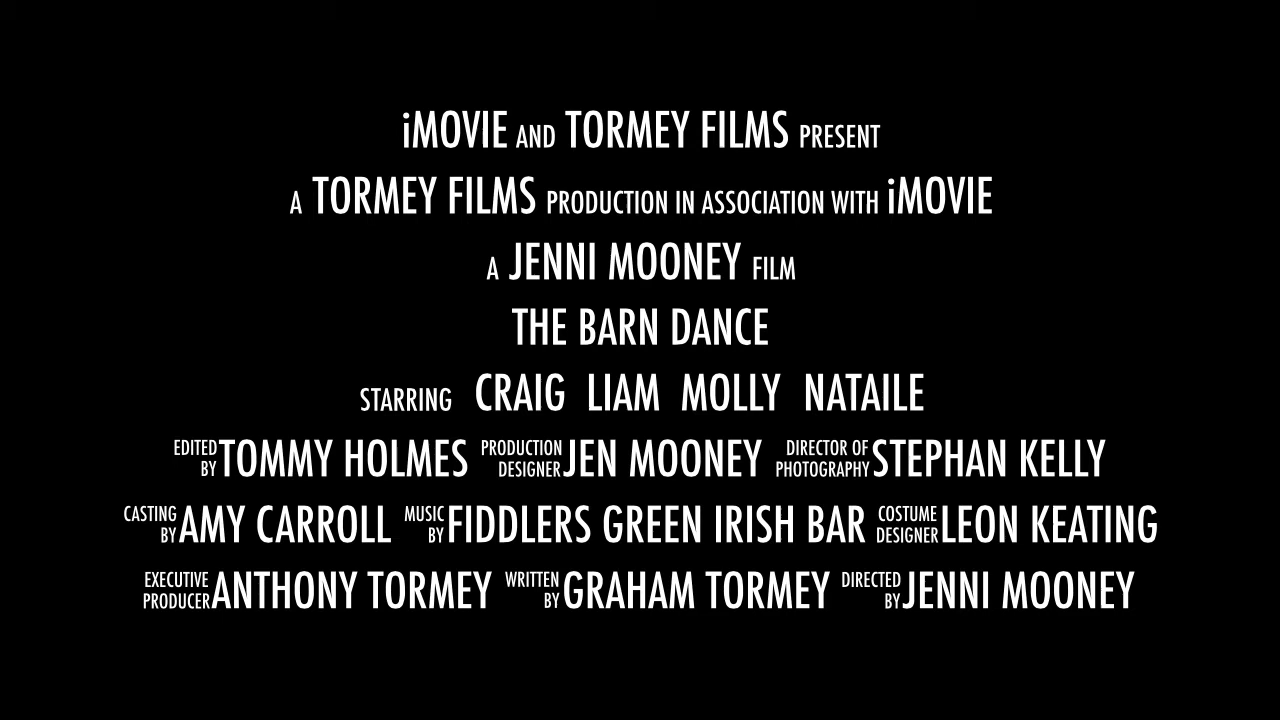 iMOVIE AND TORMEY FILMS PRESENT
A TORMEY FILMS PRODUCTION IN ASSOCIATION WITH iMOVIE
A JENNI MOONEY FILM
THE BARN DANCE
STARRING CRAIG LIAM MOLLY NATAILE
EDITED BY TOMMY HOLMES PRODUCTION DESIGNER JEN MOONEY DIRECTOR OF PHOTOGRAPHY STEPHAN KELLY
CASTING BY AMY CARROLL MUSIC BY FIDDLERS GREEN IRISH BAR COSTUME DESIGNER LEON KEATING
EXECUTIVE PRODUCER ANTHONY TORMEY WRITTEN BY GRAHAM TORMEY DIRECTED BY JENNI MOONEY